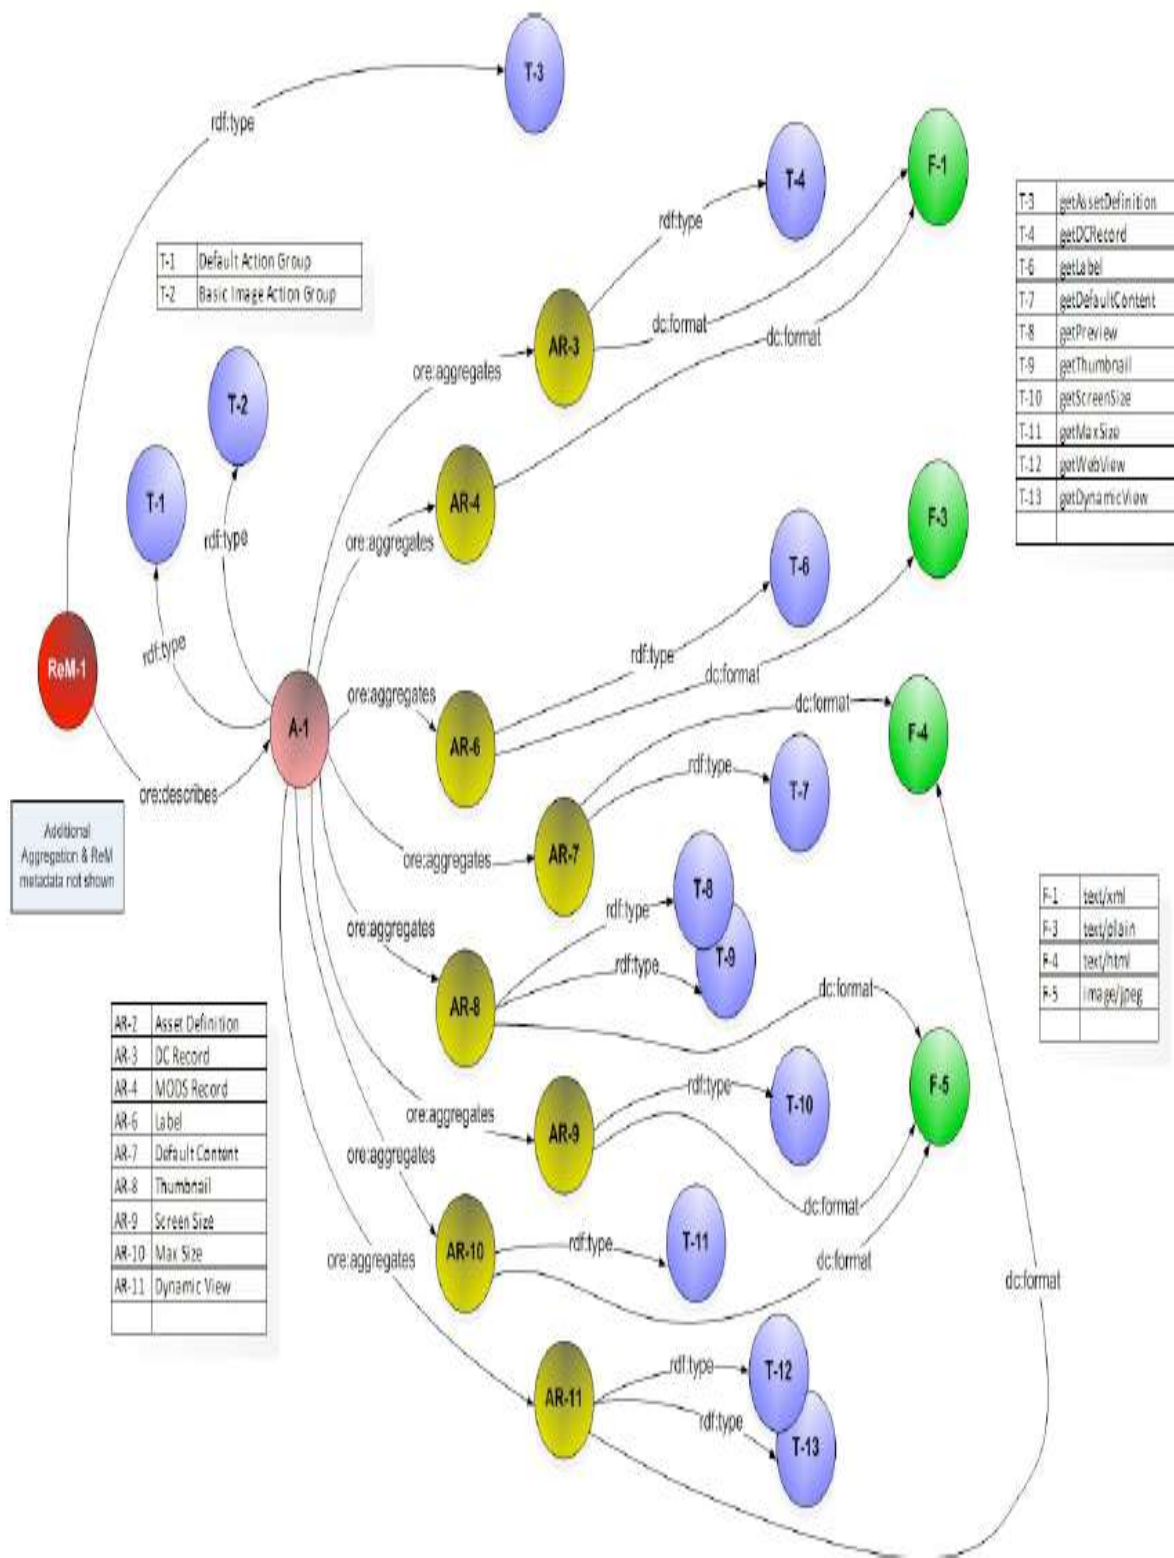 T-3
rdf:type
T-4
F-1
rdf:type
T-3 getAssetDefinition
T-4 getDCRecord
T-6 getLabel
T-7 getDefaultContent
T-8 getPreview
T-9 getThumbnail
T-10 getScreenSize
T-11 getMaxSize
T-12 getWebView
T-13 getDynamicView
T-1 Default Action Group
T-2 Basic Image Action Group
dc:format
dc:format
AR-3
ore:aggregates
T-2
T-1
AR-4
ore:aggregates
rdf:type
F-3
T-6
rdf:type
ReM-1
rdf:type
dc:format
ore:aggregates
dc:format
A-1
AR-6
F-4
rdf:type
T-7
ore:describes
Additional
Aggregation & ReM
metadata not shown
ore:aggregates
AR-7
T-8
rdf:type
F-1 text/xml
F-3 text/plain
F-4 text/html
F-5 image/jpeg
ore:aggregates
T-9
rdf:type
AR-8
dc:format
AR-2 Asset Definition
AR-3 DC Record
AR-4 MODS Record
AR-6 Label
AR-7 Default Content
AR-8 Thumbnail
AR-9 Screen Size
AR-10 Max Size
AR-11 Dynamic View
rdf:type
F-5
T-10
ore:aggregates
AR-9
ore:aggregates
dc:format
rdf:type
T-11
AR-10
ore:aggregates
dc:format
dc:format
rdf:type
T-12
AR-11
rdf:type
T-13